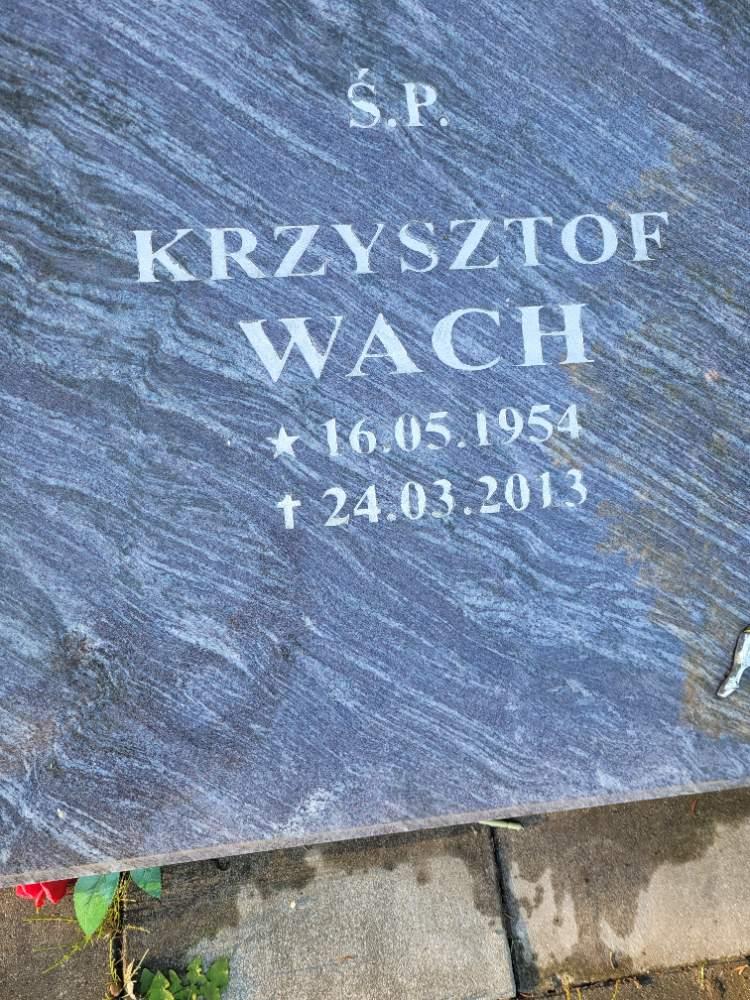 Ś.P.
KRZYSZTOF
WACH
★ 16.05.1954
✝ 24.03.2013